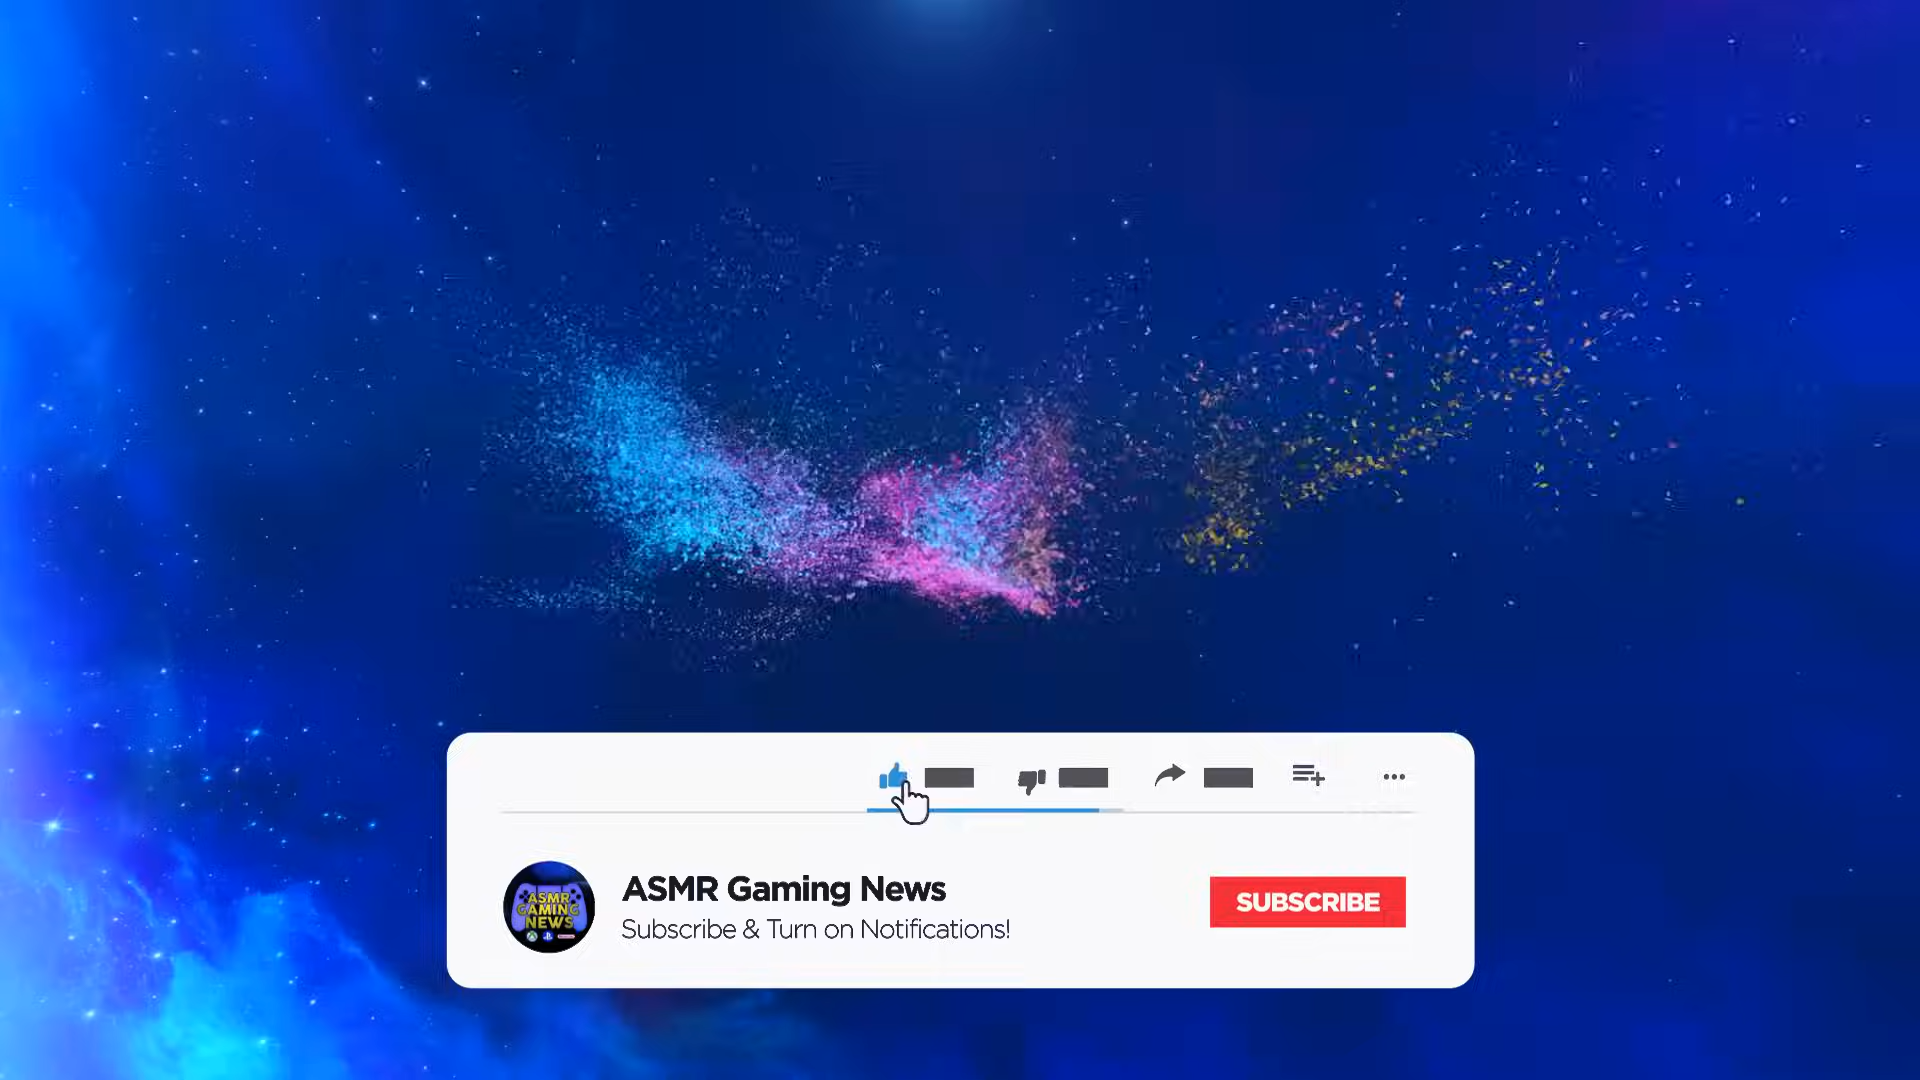 ASMR Gaming News
Subscribe & Turn on Notifications!
SUBSCRIBE
ASMR
GAMING
NEWS